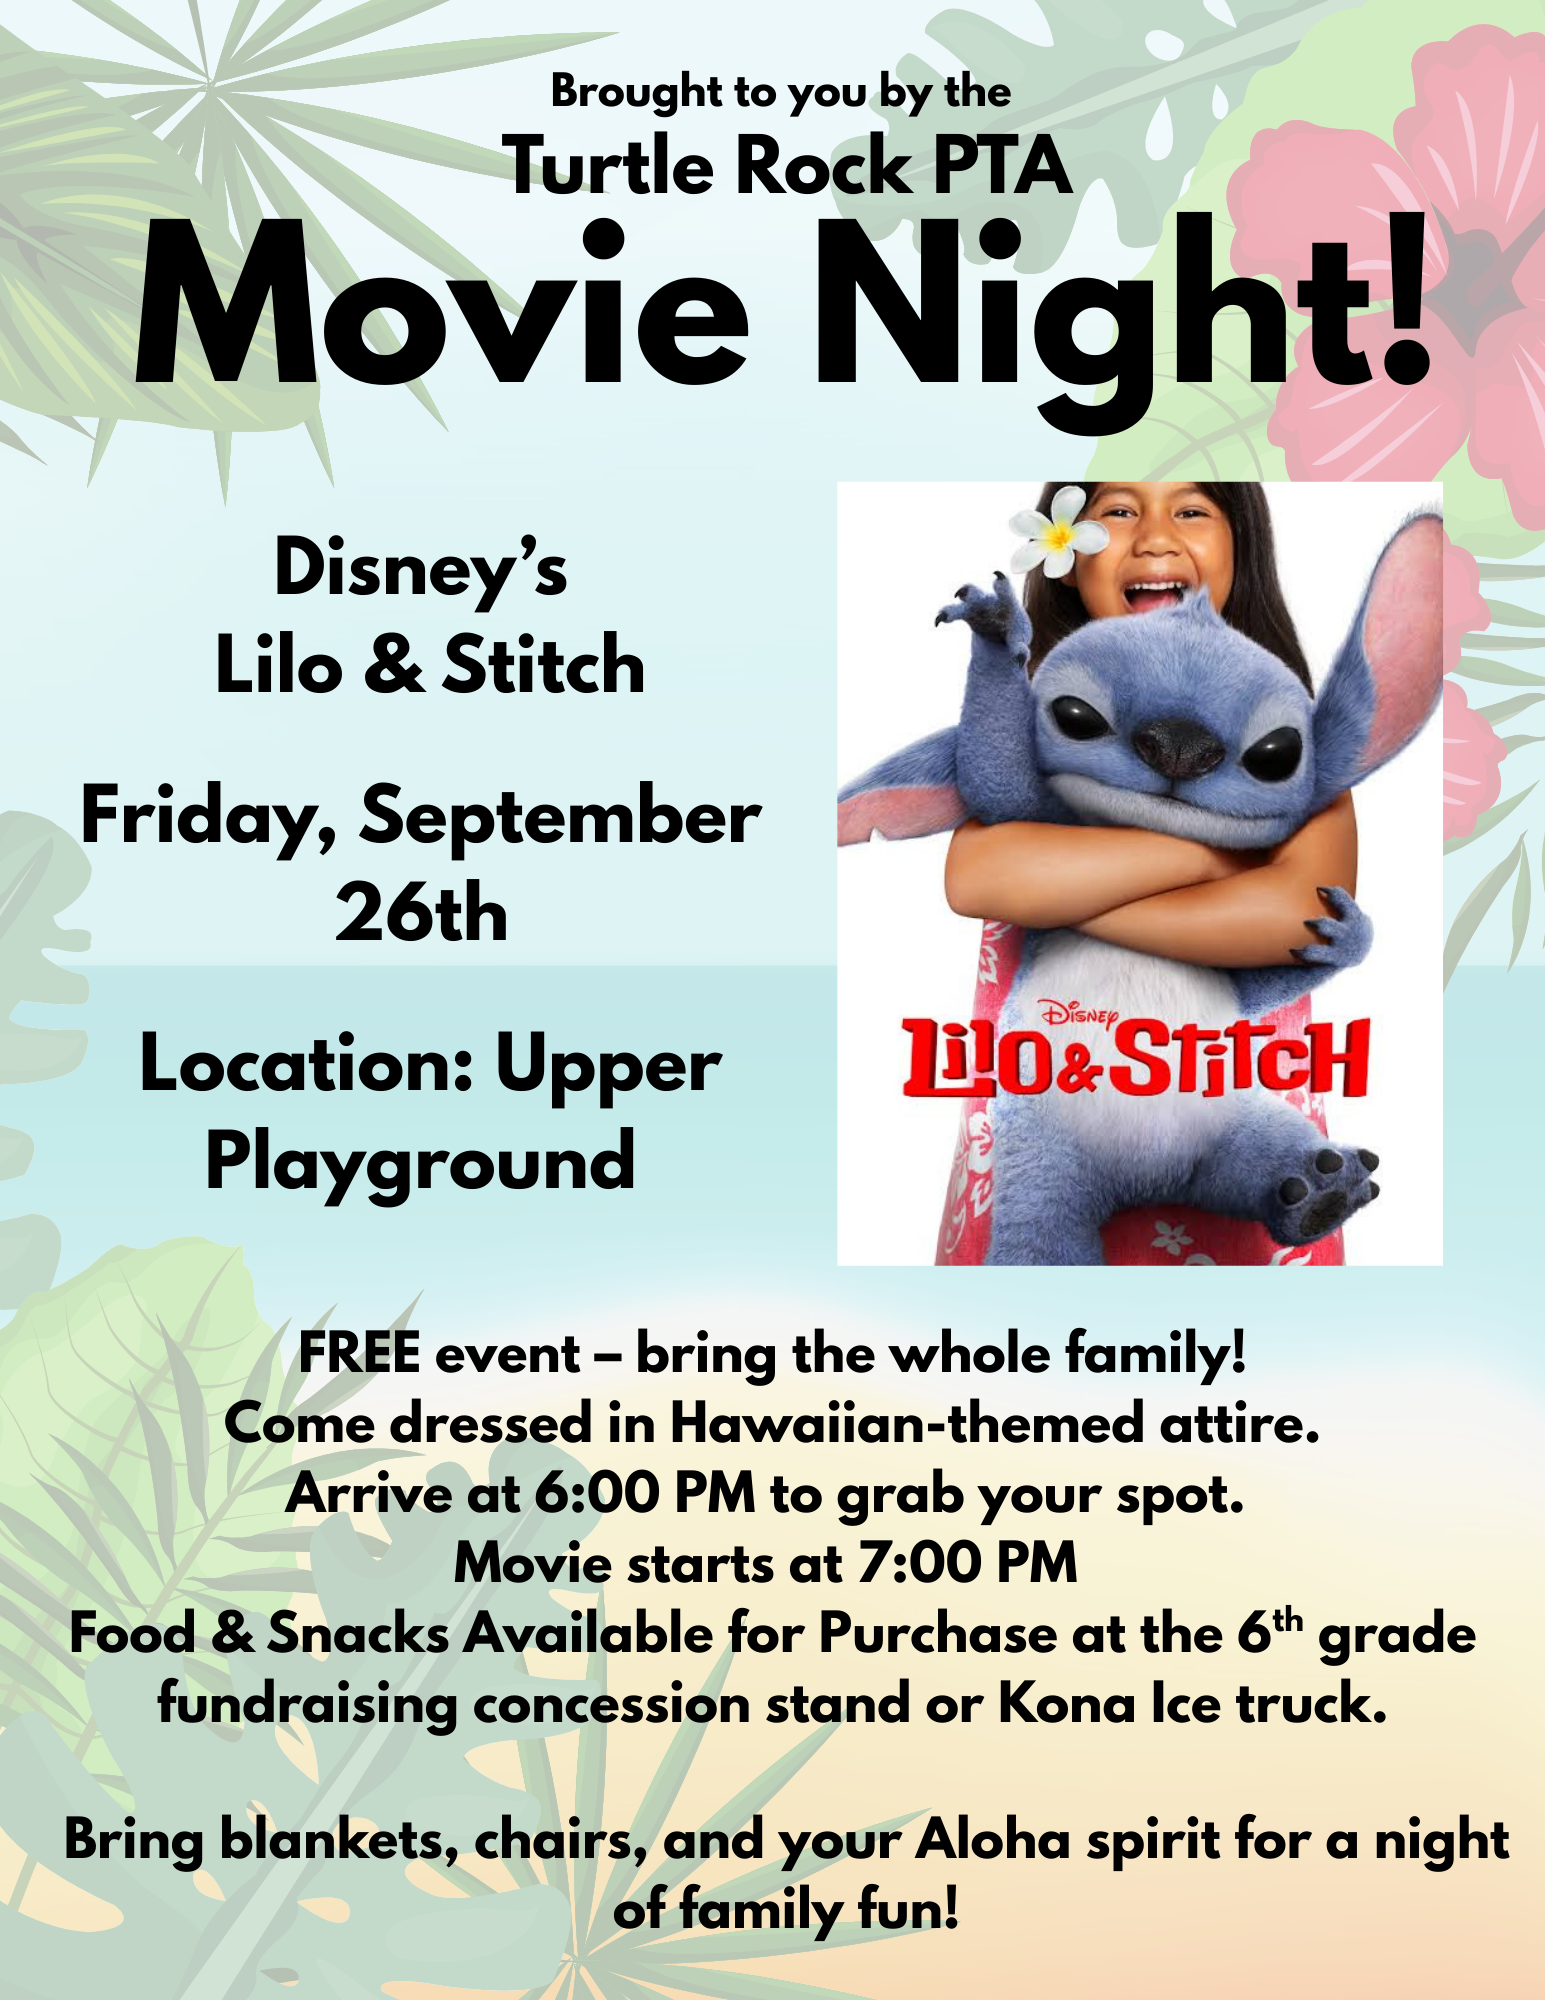 Brought to you by the
Turtle Rock PTA
Movie Night!
Disney’s
Lilo & Stitch
Friday, September
26th
Location: Upper
Playground
Disney
Lilo & Stitch
FREE event – bring the whole family!
Come dressed in Hawaiian-themed attire.
Arrive at 6:00 PM to grab your spot.
Movie starts at 7:00 PM
Food & Snacks Available for Purchase at the 6th grade
fundraising concession stand or Kona Ice truck.
Bring blankets, chairs, and your Aloha spirit for a night
of family fun!